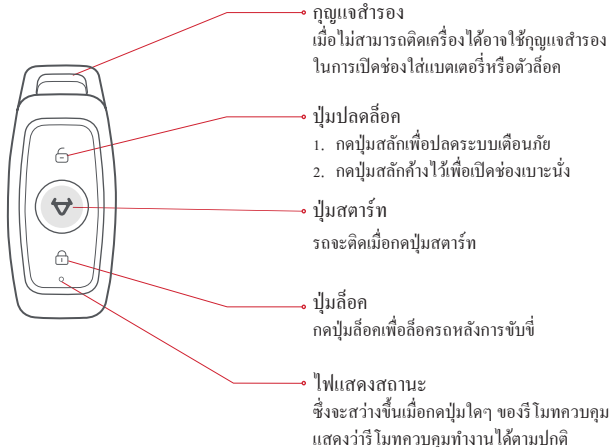 กุญแจสำรอง
เมื่อไม่สามารถติดเครื่องได้อาจใช้กุญแจสำรอง
ในการเปิดช่องใส่แบตเตอรี่หรือตัวล็อค
ปุ่มปลดล็อค
1. กดปุ่มสลักเพื่อปลดระบบเตือนภัย
2. กดปุ่มสลักค้างไว้เพื่อเปิดช่องเบาะนั่ง
ปุ่มสตาร์ท
รถจะติดเมื่อกดปุ่มสตาร์ท
ปุ่มล็อค
กดปุ่มล็อคเพื่อล็อครถหลังการขับขี่
ไฟแสดงสถานะ
ซึ่งจะสว่างขึ้นเมื่อกดปุ่มใดๆ ของรีโมทควบคุม
แสดงว่ารีโมทควบคุมทำงานได้ตามปกติ